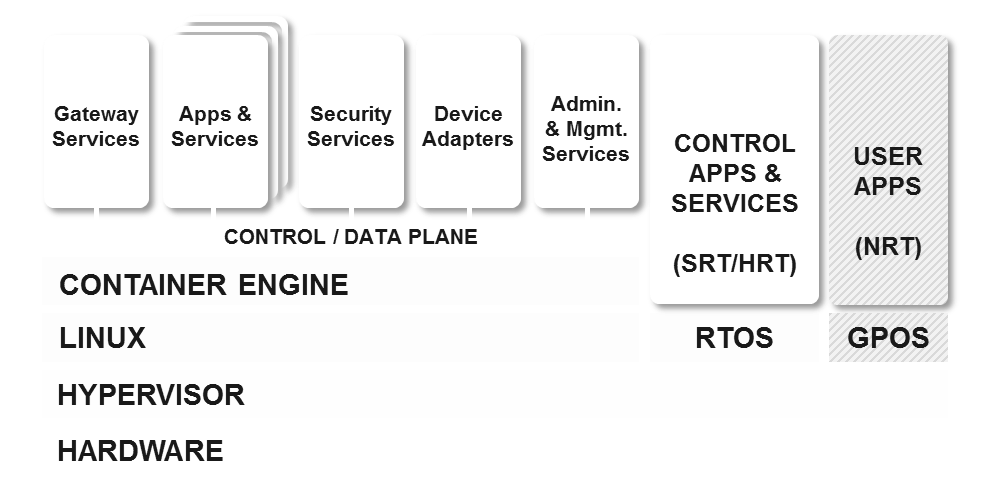 Gateway
Services
Apps &
Services
Security
Services
Device
Adapters
Admin.
& Mgmt.
Services
CONTROL
APPS &
SERVICES
(SRT/HRT)
USER
APPS
(NRT)
CONTROL / DATA PLANE
CONTAINER ENGINE
LINUX
RTOS
GPOS
HYPERVISOR
HARDWARE